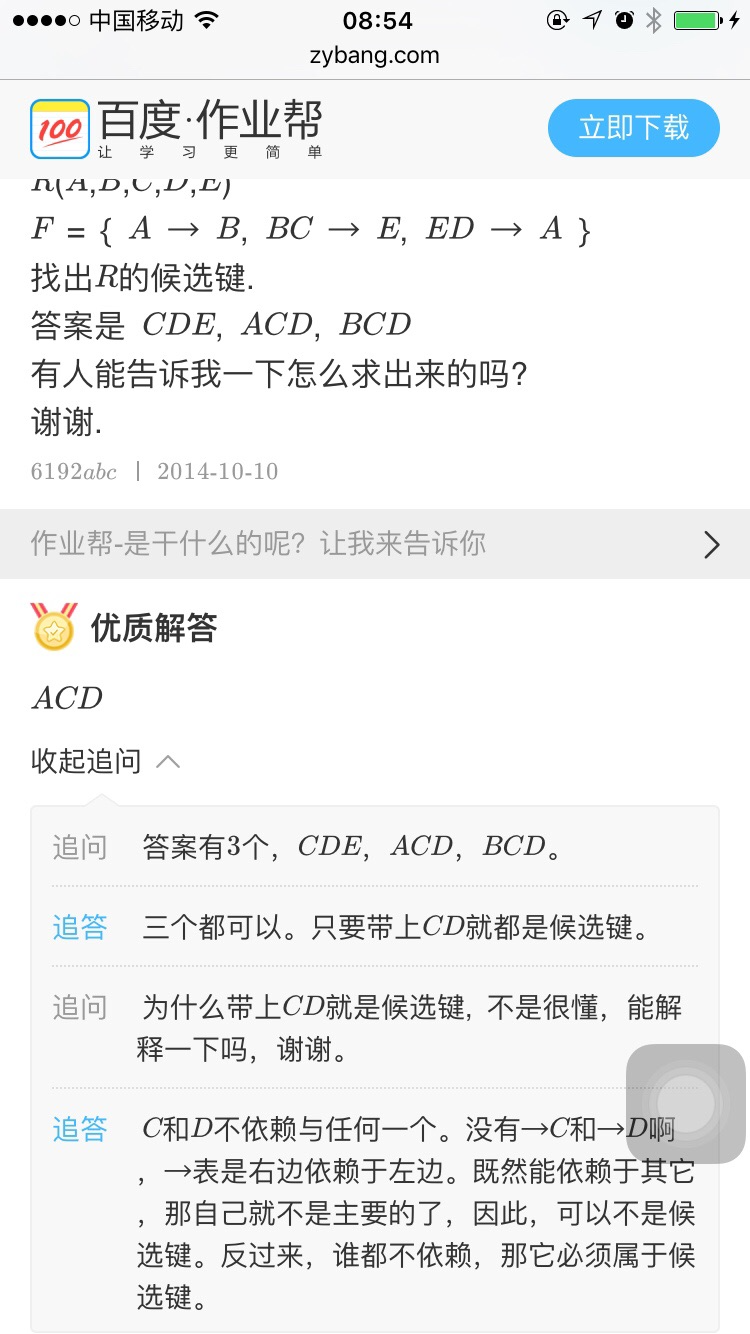 中国移动 08:54
zybang.com
100 百度·作业帮 立即下载
让学习更简单
R(A,B,C,D,E)
F = { A → B, BC → E, ED → A }
找出R的候选键.
答案是 CDE, ACD, BCD
有人能告诉我一下怎么求出来的吗?
谢谢.
6192abc | 2014-10-10
作业帮-是干什么的呢? 让我来告诉你
优质解答
ACD
收起追问
追问 答案有3个，CDE，ACD，BCD。
追答 三个都可以。只要带上CD就都是候选键。
追问 为什么带上CD就是候选键, 不是很懂，能解
释一下吗，谢谢。
追答 C和D不依赖与任何一个。没有→C和→D啊
，→表是右边依赖于左边。既然能依赖于其它
，那自己就不是主要的了，因此，可以不是候
选键。反过来，谁都不依赖，那它必须属于候
选键。